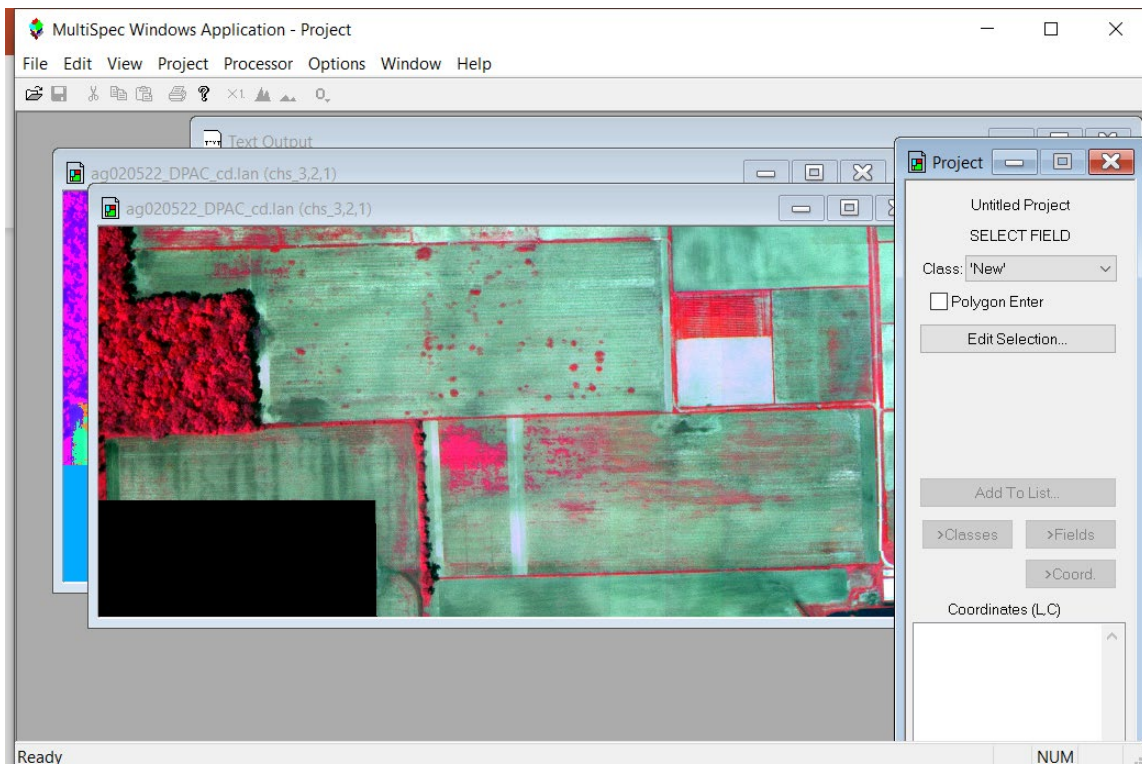 MultiSpec Windows Application - Project
File Edit View Project Processor Options Window Help
×1
Text Output
ag020522_DPAC_cd.lan (chs_3,2,1)
ag020522_DPAC_cd.lan (chs_3,2,1)
Project
Untitled Project
SELECT FIELD
Class: 'New'
Polygon Enter
Edit Selection...
Add To List...
>Classes >Fields
>Coord.
Coordinates (L,C)
Ready NUM